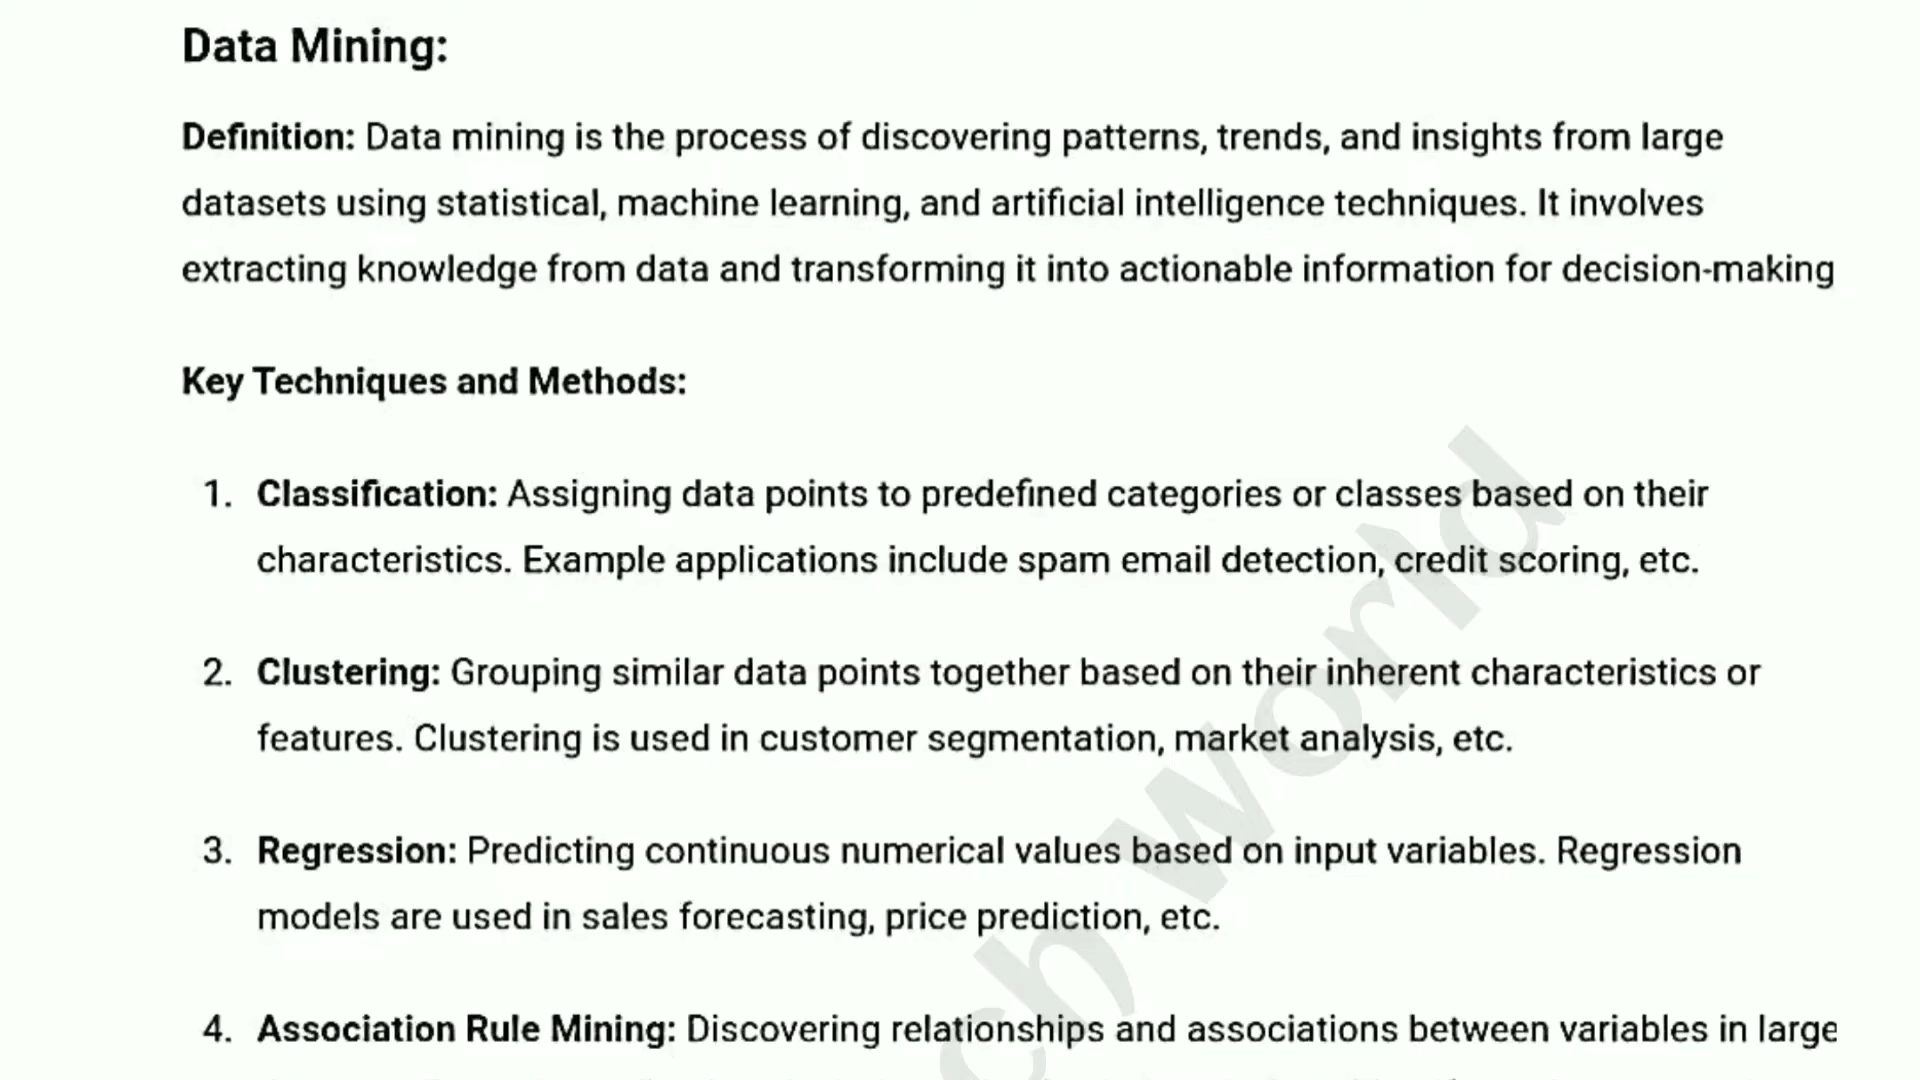 Data Mining:
Definition: Data mining is the process of discovering patterns, trends, and insights from large
datasets using statistical, machine learning, and artificial intelligence techniques. It involves
extracting knowledge from data and transforming it into actionable information for decision-making
Key Techniques and Methods:
1. Classification: Assigning data points to predefined categories or classes based on their
characteristics. Example applications include spam email detection, credit scoring, etc.
2. Clustering: Grouping similar data points together based on their inherent characteristics or
features. Clustering is used in customer segmentation, market analysis, etc.
3. Regression: Predicting continuous numerical values based on input variables. Regression
models are used in sales forecasting, price prediction, etc.
4. Association Rule Mining: Discovering relationships and associations between variables in large
ch world